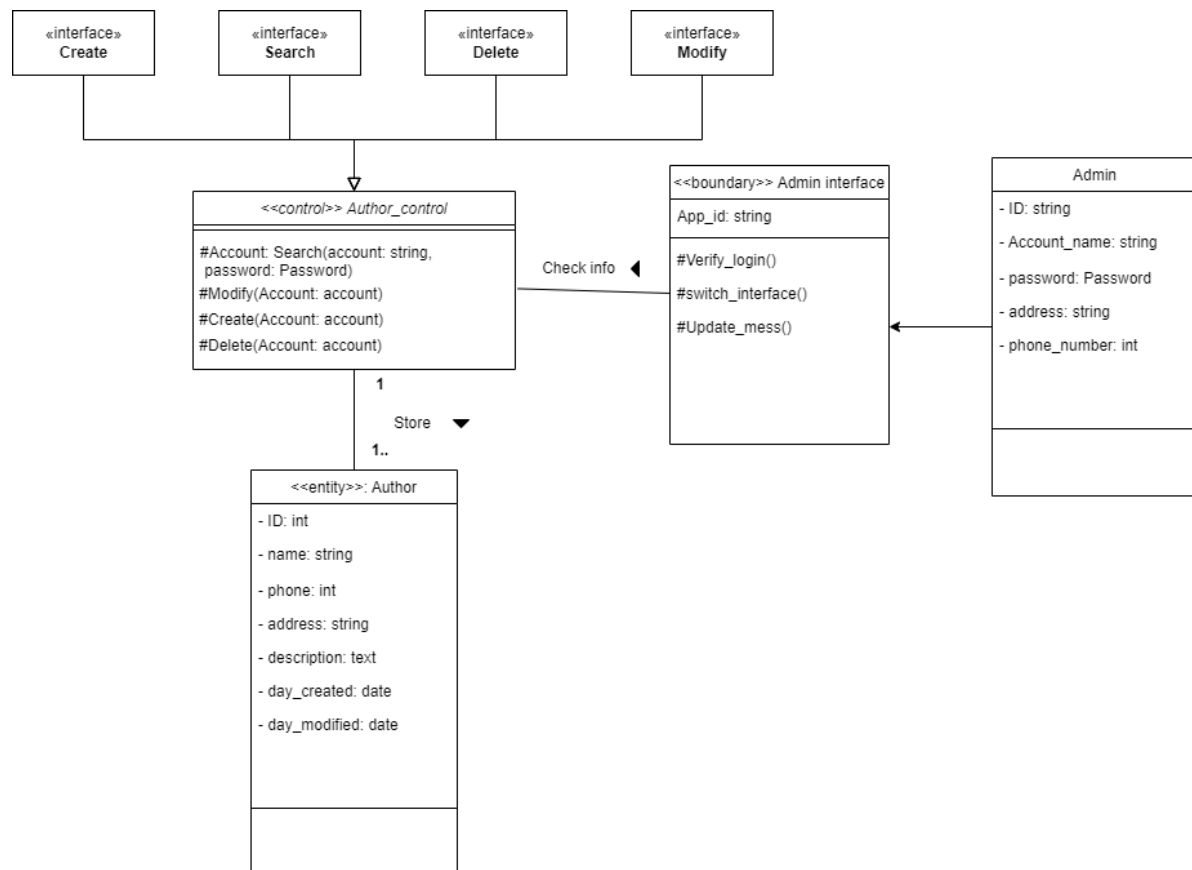 «interface»
Create
«interface»
Search
«interface»
Delete
«interface»
Modify
<<control>> Author_control
#Account: Search(account: string,
password: Password)
#Modify(Account: account)
#Create(Account: account)
#Delete(Account: account)
Check info
<<boundary>> Admin interface
App_id: string
#Verify_login()
#switch_interface()
#Update_mess()
Admin
- ID: string
- Account_name: string
- password: Password
- address: string
- phone_number: int
1
Store
1..
<<entity>>: Author
- ID: int
- name: string
- phone: int
- address: string
- description: text
- day_created: date
- day_modified: date